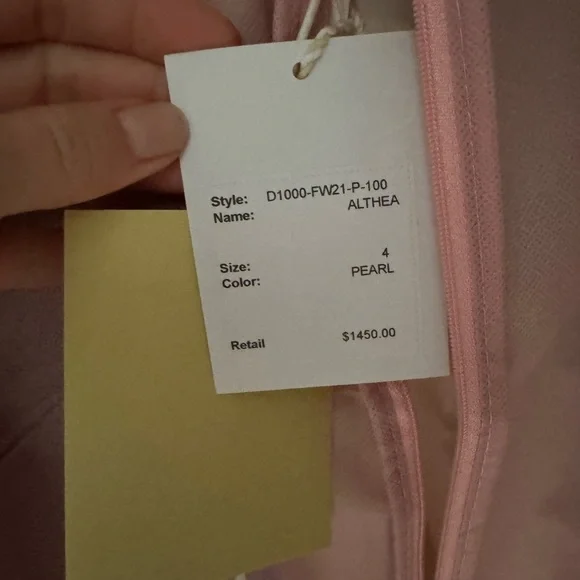 Style: D1000-FW21-P-100
Name: ALTHEA
Size: 4
Color: PEARL
Retail $1450.00